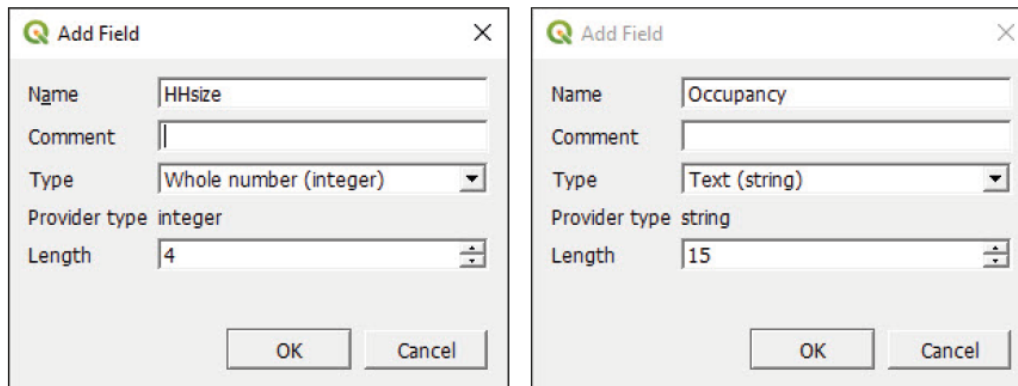 Add Field
Name HHsize
Comment
Type Whole number (integer)
Provider type integer
Length 4
OK Cancel
Add Field
Name Occupancy
Comment
Type Text (string)
Provider type string
Length 15
OK Cancel